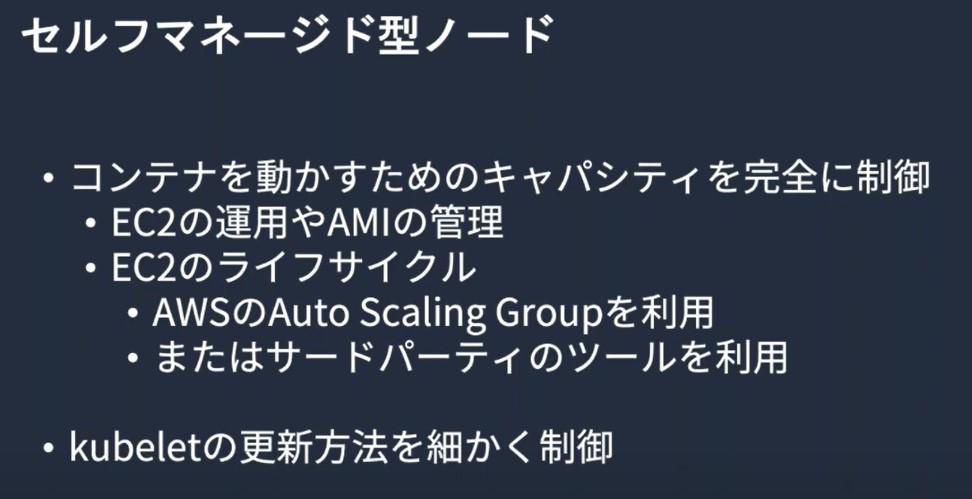 セルフマネージド型ノード
• コンテナを動かすためのキャパシティを完全に制御
• EC2の運用やAMIの管理
• EC2のライフサイクル
• AWSのAuto Scaling Groupを利用
• またはサードパーティのツールを利用
• kubeletの更新方法を細かく制御